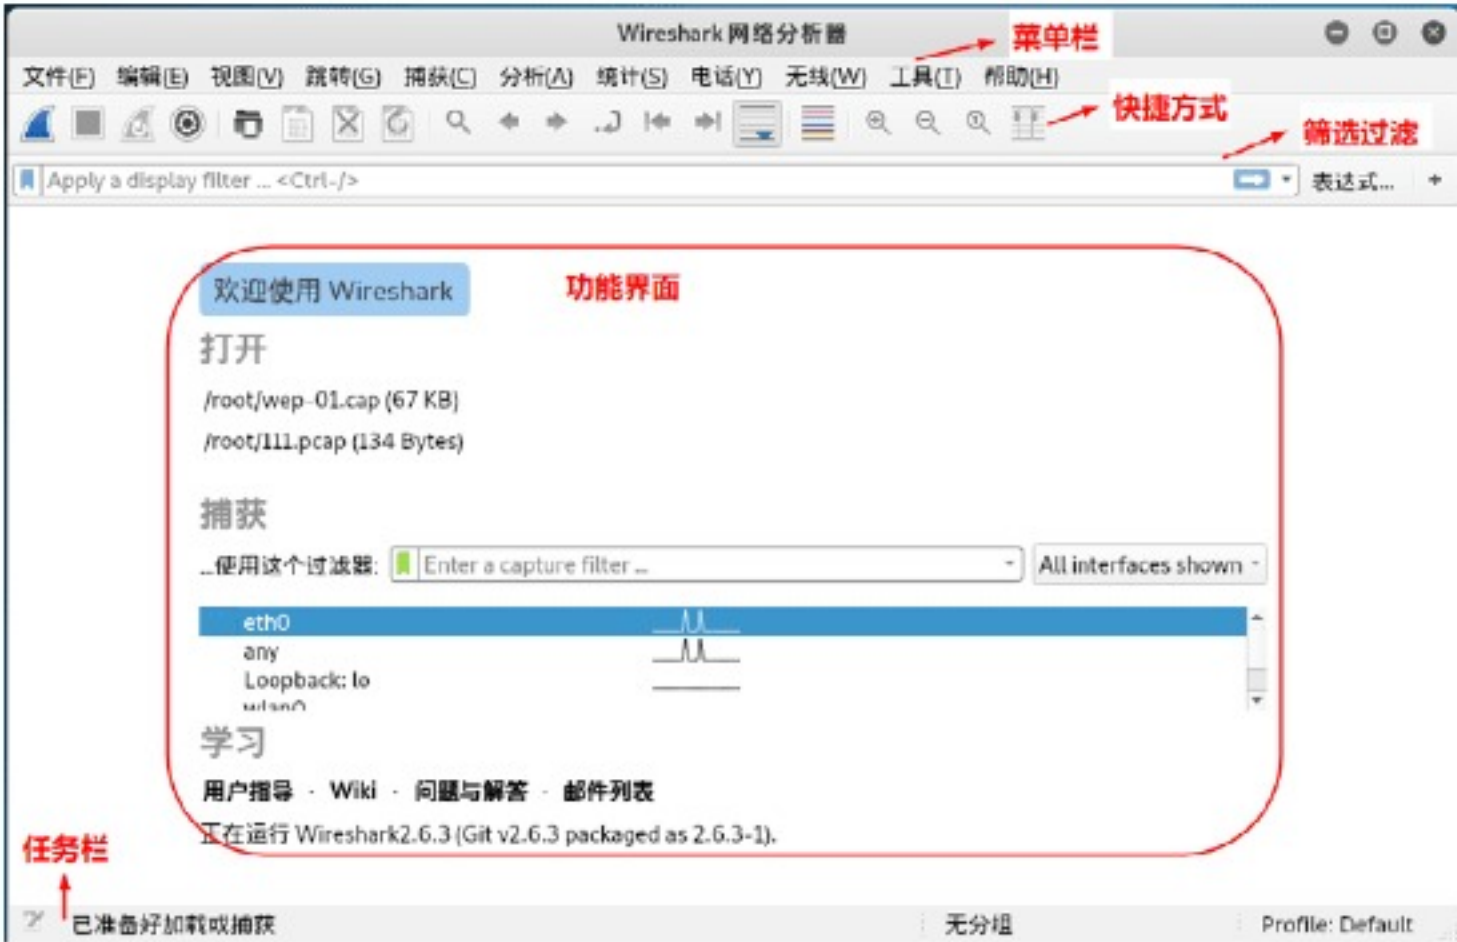 Wireshark 网络分析器
菜单栏
文件(F) 编辑(E) 视图(V) 跳转(G) 捕获(C) 分析(A) 统计(S) 电话(Y) 无线(W) 工具(T) 帮助(H)
快捷方式
筛选过滤
Apply a display filter ... <Ctrl-/> 表达式...
欢迎使用 Wireshark
功能界面
打开
/root/wep-01.cap (67 KB)
/root/111.pcap (134 Bytes)
捕获
...使用这个过滤器: Enter a capture filter ... All interfaces shown
eth0
any
Loopback: lo
wlan0
学习
用户指导 · Wiki · 问题与解答 · 邮件列表
正在运行 Wireshark2.6.3 (Git v2.6.3 packaged as 2.6.3-1).
任务栏
已准备好加载或捕获 无分组 Profile: Default